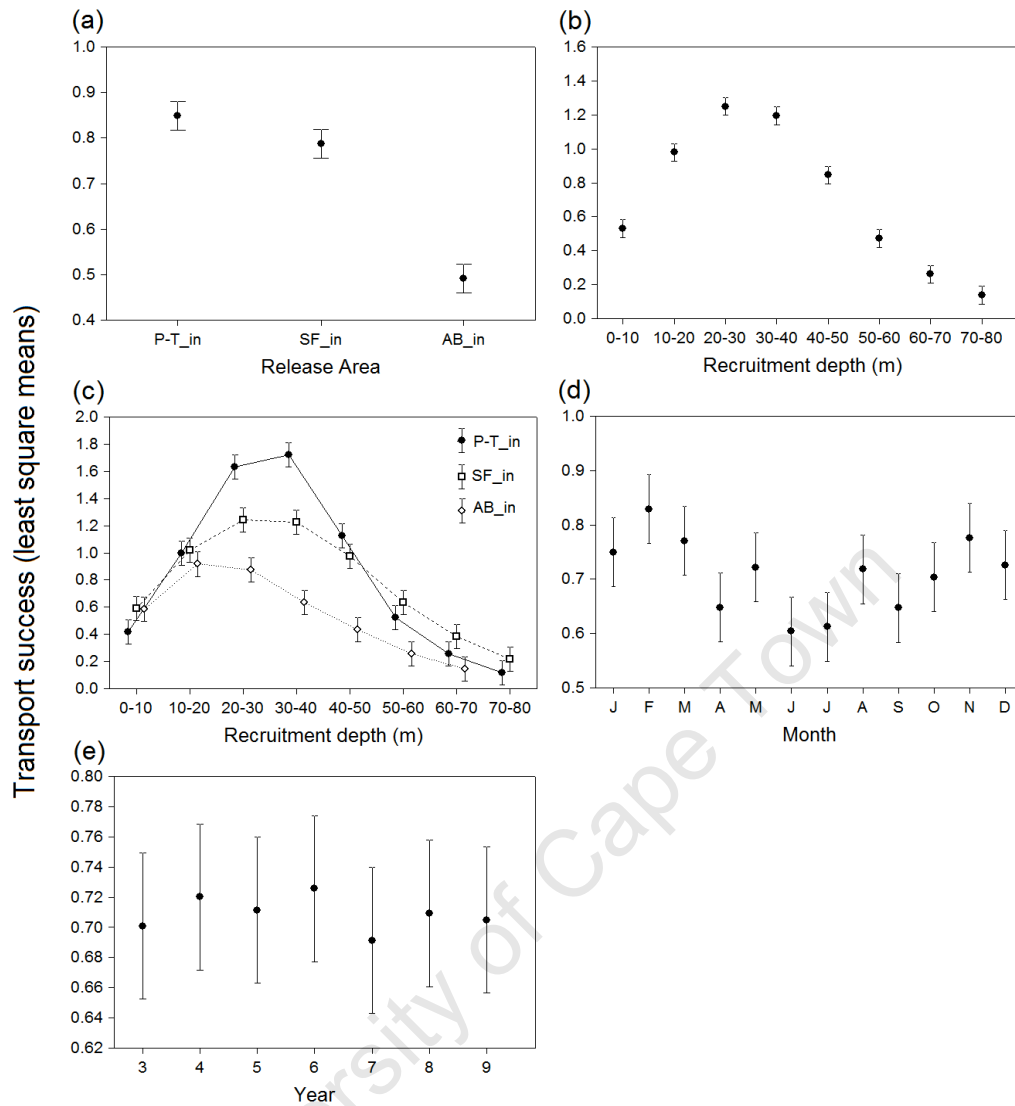 (a)
1.0
0.9
0.8
0.7
0.6
0.5
0.4
P-T_in SF_in AB_in
Release Area
(b)
1.6
1.4
1.2
1.0
0.8
0.6
0.4
0.2
0.0
0-10 10-20 20-30 30-40 40-50 50-60 60-70 70-80
Recruitment depth (m)
Transport success (least square means)
(c)
2.0
1.8
1.6
1.4
1.2
1.0
0.8
0.6
0.4
0.2
0.0
P-T_in
SF_in
AB_in
0-10 10-20 20-30 30-40 40-50 50-60 60-70 70-80
Recruitment depth (m)
(d)
1.0
0.9
0.8
0.7
0.6
0.5
J F M A M J J A S O N D
Month
(e)
0.80
0.78
0.76
0.74
0.72
0.70
0.68
0.66
0.64
0.62
3 4 5 6 7 8 9
Year
ersity of Cape Town